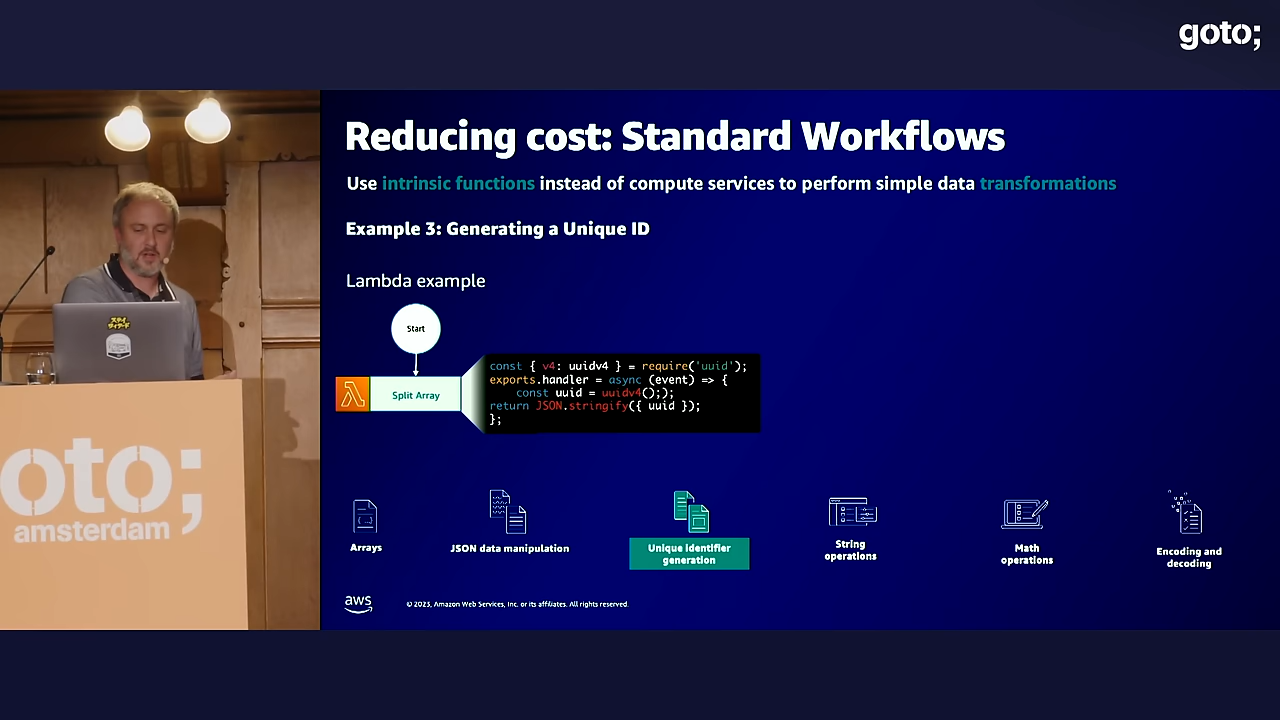 goto;
Reducing cost: Standard Workflows
Use intrinsic functions instead of compute services to perform simple data transformations
Example 3: Generating a Unique ID
Lambda example
Start
Split Array
const { v4: uuidv4 } = require('uuid');
exports.handler = async (event) => {
const uuid = uuidv4(););
return JSON.stringify({ uuid });
};
Arrays
JSON data manipulation
Unique identifier
generation
String
operations
Math
operations
Encoding and
decoding
aws
© 2023, Amazon Web Services, Inc. or its affiliates. All rights reserved.
oto;
amsterdam